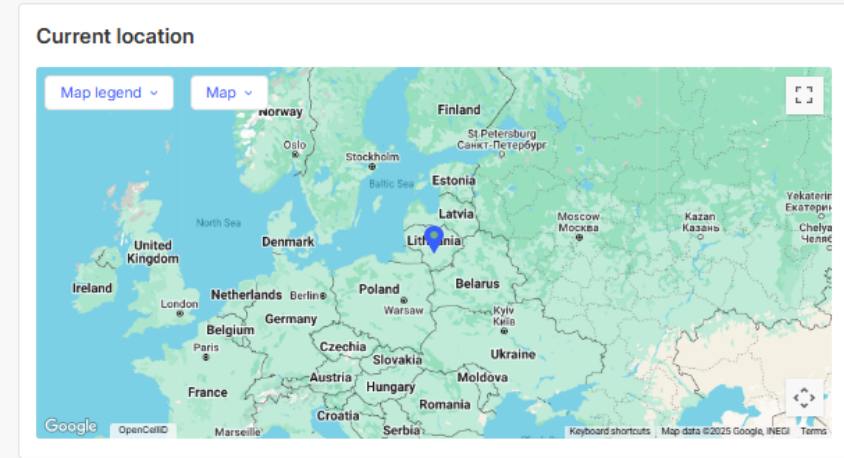 Current location
Map legend
Map
Norway
Finland
Oslo
St Petersburg
Санкт-Петербург
Stockholm
Baltic Sea
Estonia
Latvia
North Sea
Moscow
Москва
Kazan
Казань
Yekaterin
Екатерин
Chelya
Челяб
Denmark
Lithuania
United
Kingdom
Ireland
London
Netherlands
Berlin
Poland
Warsaw
Belarus
Belgium
Germany
Kyiv
Київ
Paris
Czechia
Slovakia
Ukraine
Austria
Hungary
Moldova
France
Romania
Croatia
Serbia
Marseille
Google
OpenCelliD
Keyboard shortcuts
Map data ©2025 Google, INEGI
Terms